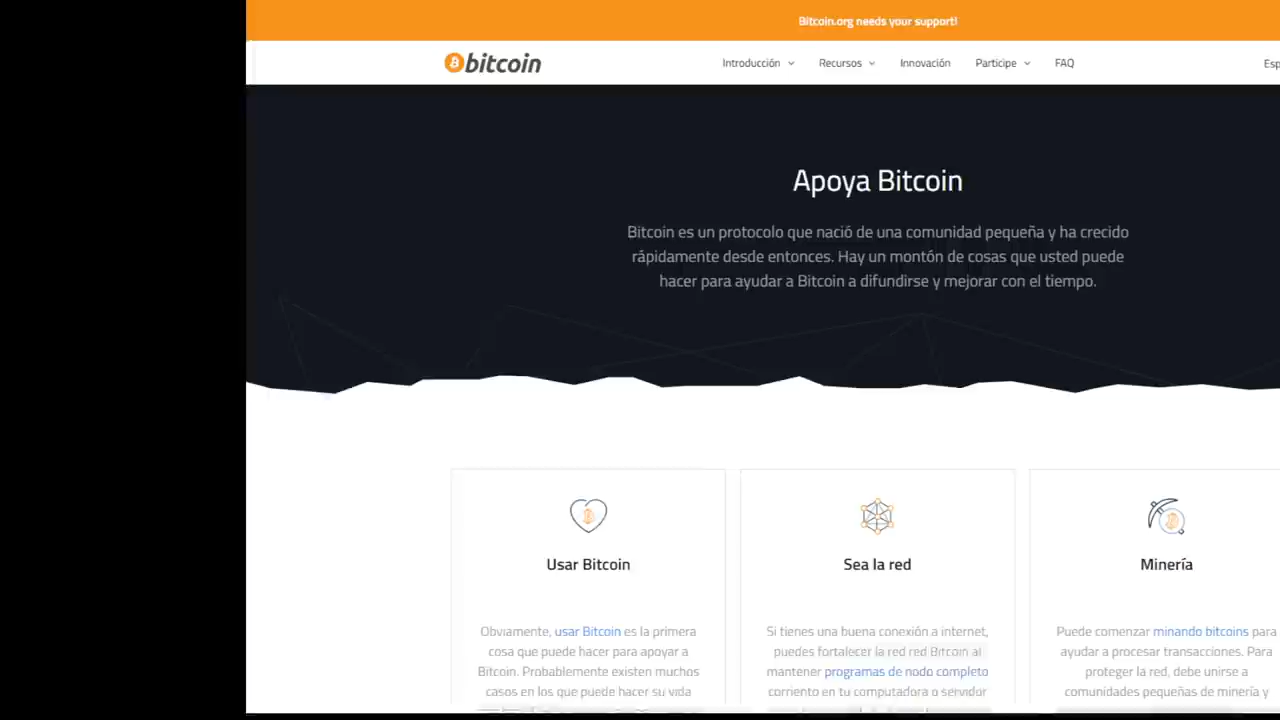 Bitcoin.org needs your support!
bitcoin
Introducción
Recursos
Innovación
Participe
FAQ
Esp
Apoya Bitcoin
Bitcoin es un protocolo que nació de una comunidad pequeña y ha crecido
rápidamente desde entonces. Hay un montón de cosas que usted puede
hacer para ayudar a Bitcoin a difundirse y mejorar con el tiempo.
Usar Bitcoin
Obviamente, usar Bitcoin es la primera
cosa que puede hacer para apoyar a
Bitcoin. Probablemente existen muchos
casos en los que puede hacer su vida
Sea la red
Si tienes una buena conexión a internet,
puedes fortalecer la red red Bitcoin al
mantener programas de nodo completo
corriento en tu computadora o servidor
Minería
Puede comenzar minando bitcoins para
ayudar a procesar transacciones. Para
proteger la red, debe unirse a
comunidades pequeñas de minería y